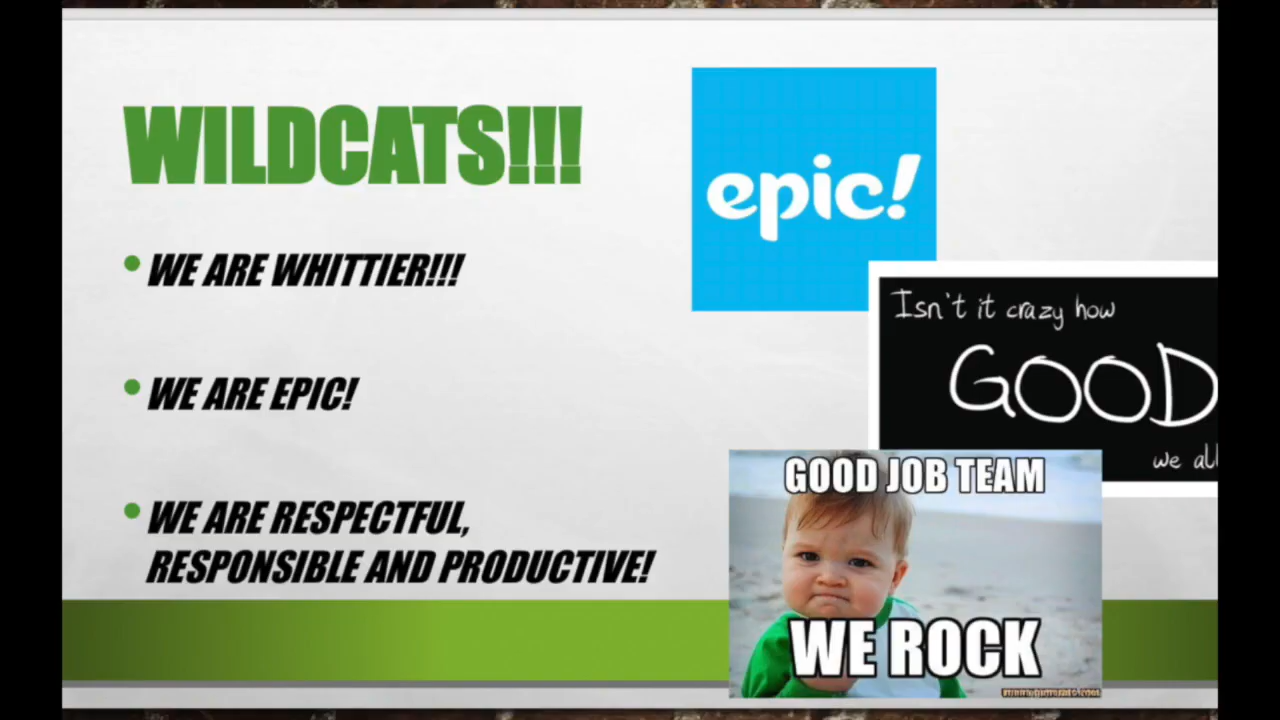 WILDCATS!!!
WE ARE WHITTIER!!!
WE ARE EPIC!
WE ARE RESPECTFUL,
RESPONSIBLE AND PRODUCTIVE!
epic!
Isn't it crazy how
GOOD
we all
GOOD JOB TEAM
WE ROCK